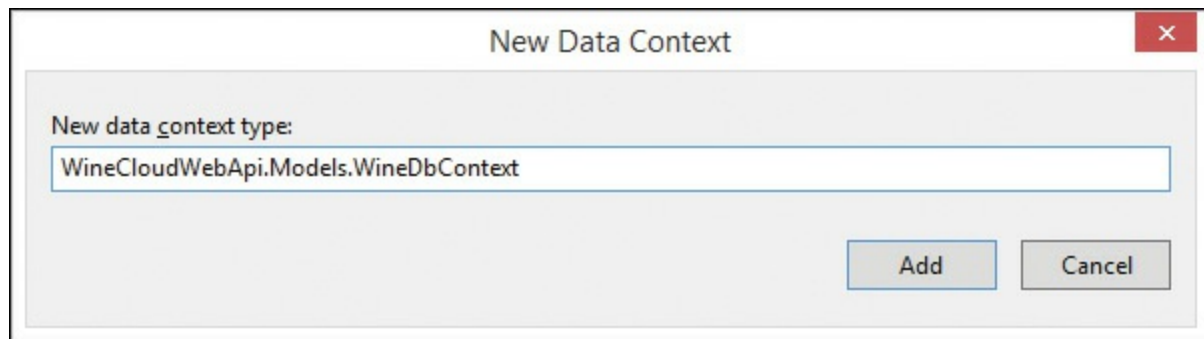 New Data Context
New data context type:
WineCloudWebApi.Models.WineDbContext
Add Cancel